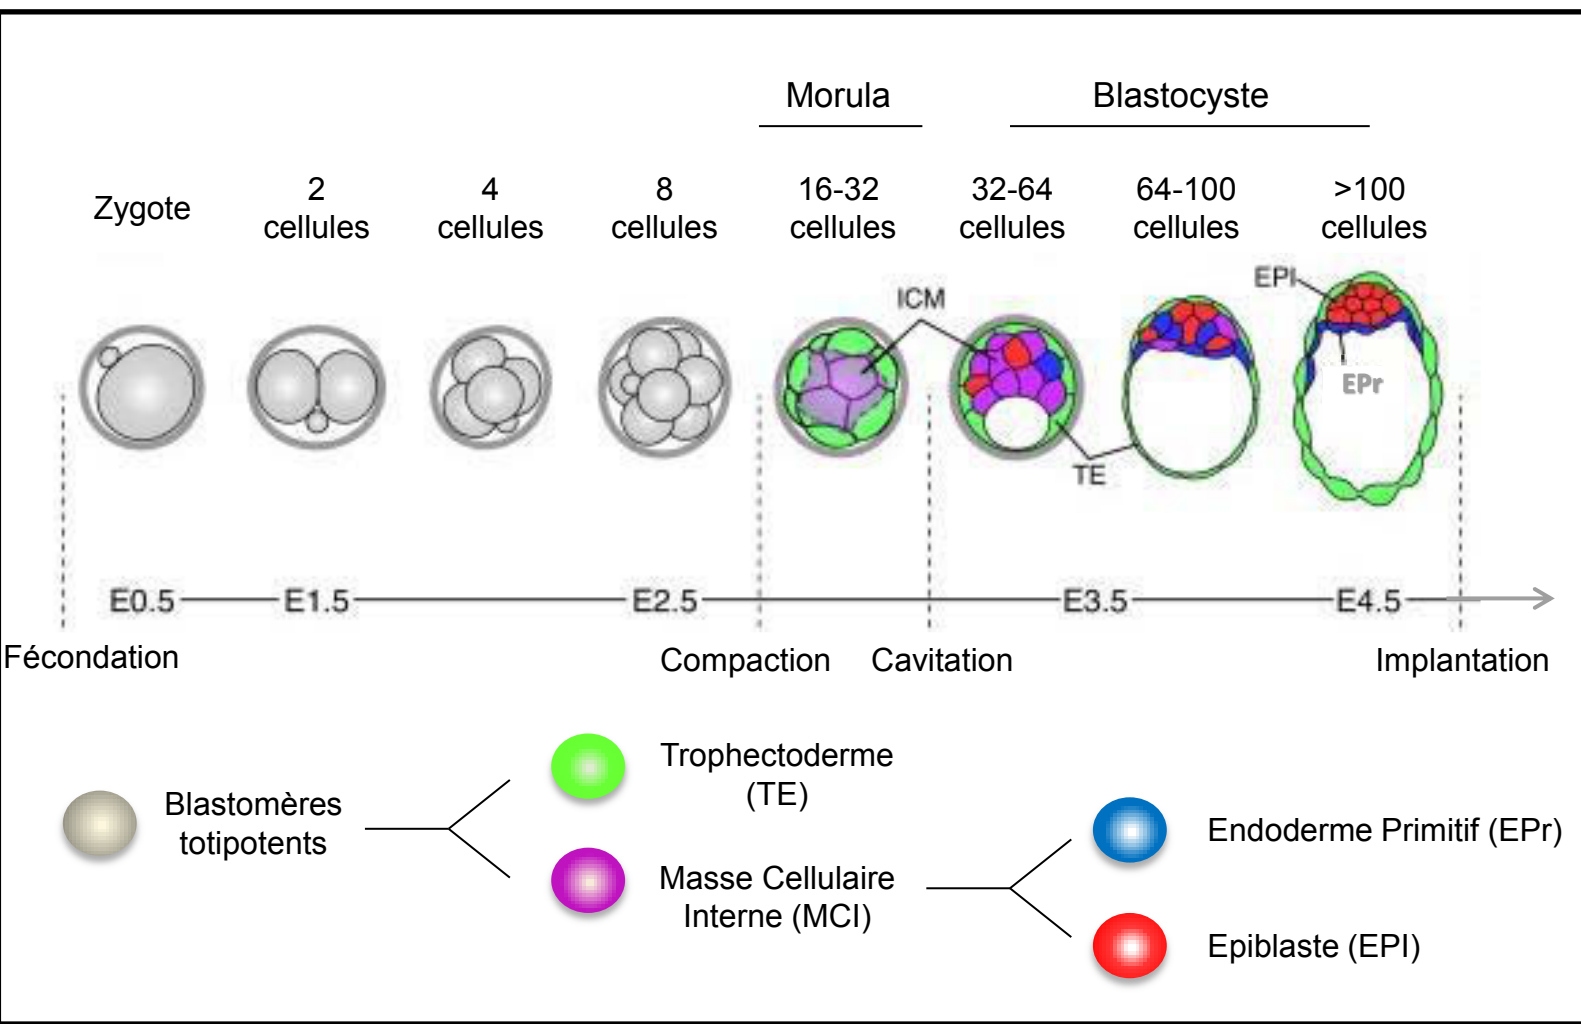 Morula
Blastocyste
Zygote
2
cellules
4
cellules
8
cellules
16-32
cellules
32-64
cellules
64-100
cellules
>100
cellules
ICM
EPI
EPr
TE
E0.5
E1.5
E2.5
E3.5
E4.5
Fécondation
Compaction
Cavitation
Implantation
Blastomères
totipotents
Trophectoderme
(TE)
Masse Cellulaire
Interne (MCI)
Endoderme Primitif (EPr)
Epiblaste (EPI)